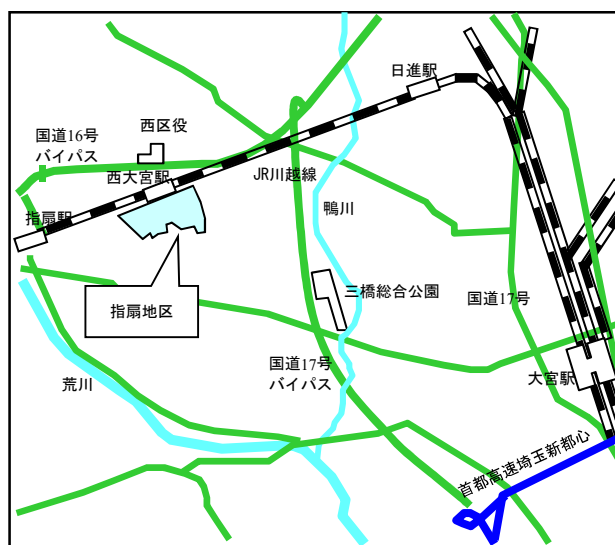 日進駅
西区役
国道16号
バイパス
西大宮駅
JR川越線
指扇駅
鴨川
三橋総合公園
国道17号
指扇地区
国道17号
バイパス
大宮駅
荒川
首都高速埼玉新都心